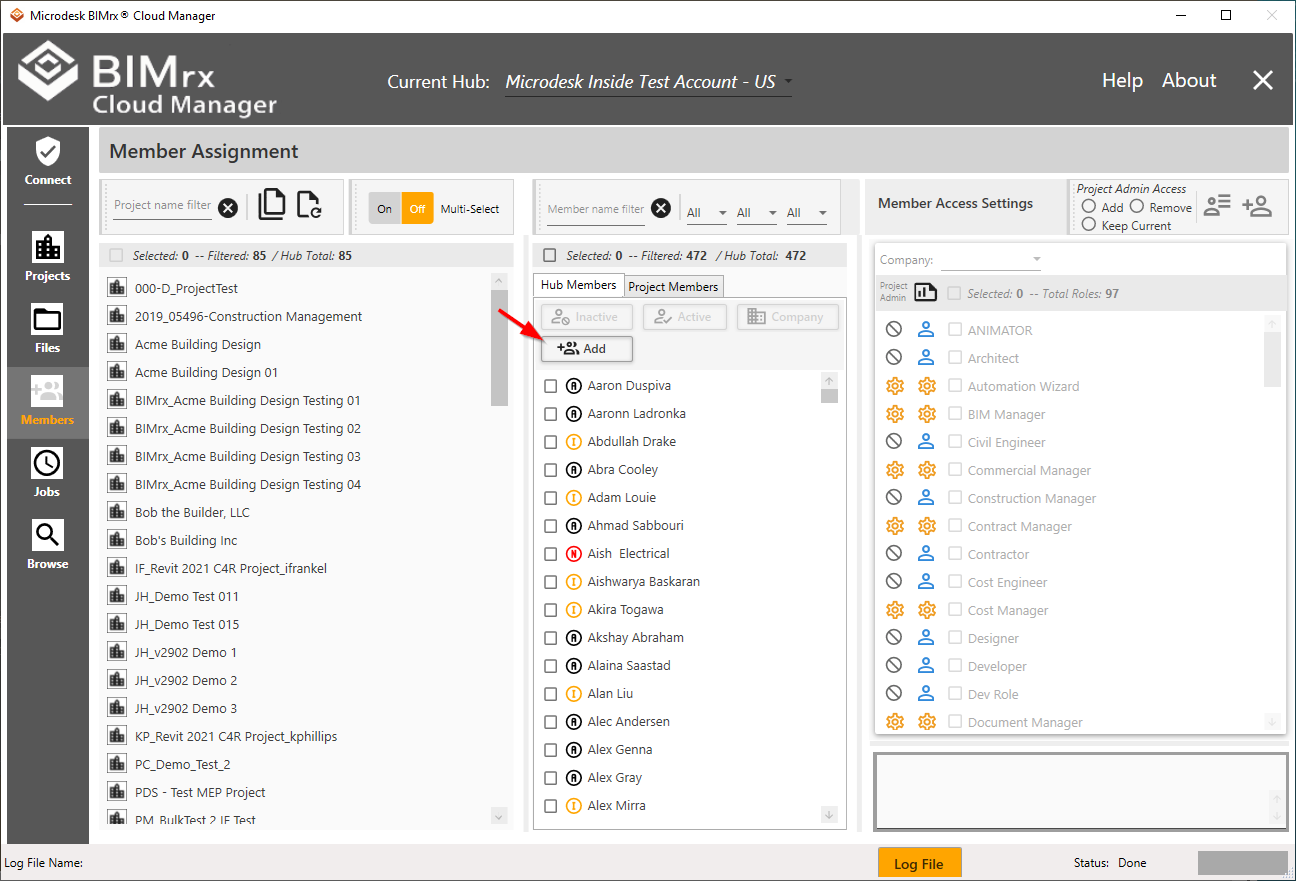 Microdesk BIMrx® Cloud Manager
BIMrx
Cloud Manager
Current Hub: Microdesk Inside Test Account - US
Help About
Connect
Projects
Files
Members
Jobs
Browse
Member Assignment
Project name filter
On Off Multi-Select
Selected: 0 -- Filtered: 85 / Hub Total: 85
000-D_ProjectTest
2019_05496-Construction Management
Acme Building Design
Acme Building Design 01
BIMrx_Acme Building Design Testing 01
BIMrx_Acme Building Design Testing 02
BIMrx_Acme Building Design Testing 03
BIMrx_Acme Building Design Testing 04
Bob the Builder, LLC
Bob's Building Inc
IF_Revit 2021 C4R Project_ifrankel
JH_Demo Test 011
JH_Demo Test 015
JH_v2902 Demo 1
JH_v2902 Demo 2
JH_v2902 Demo 3
KP_Revit 2021 C4R Project_kphillips
PC_Demo_Test_2
PDS - Test MEP Project
PM_BulkTest 2 IF Test
Member name filter
All All All
Selected: 0 -- Filtered: 472 / Hub Total: 472
Hub Members Project Members
Inactive Active Company
Add
A Aaron Duspiva
A Aaronn Ladronka
I Abdullah Drake
A Abra Cooley
I Adam Louie
A Ahmad Sabbouri
N Aish Electrical
I Aishwarya Baskaran
I Akira Togawa
A Akshay Abraham
A Alaina Saastad
I Alan Liu
A Alec Andersen
A Alex Genna
A Alex Gray
I Alex Mirra
Member Access Settings
Project Admin Access
Add Remove
Keep Current
Company:
Project
Admin
Selected: 0 -- Total Roles: 97
ANIMATOR
Architect
Automation Wizard
BIM Manager
Civil Engineer
Commercial Manager
Construction Manager
Contract Manager
Contractor
Cost Engineer
Cost Manager
Designer
Developer
Dev Role
Document Manager
Log File Name:
Log File
Status: Done